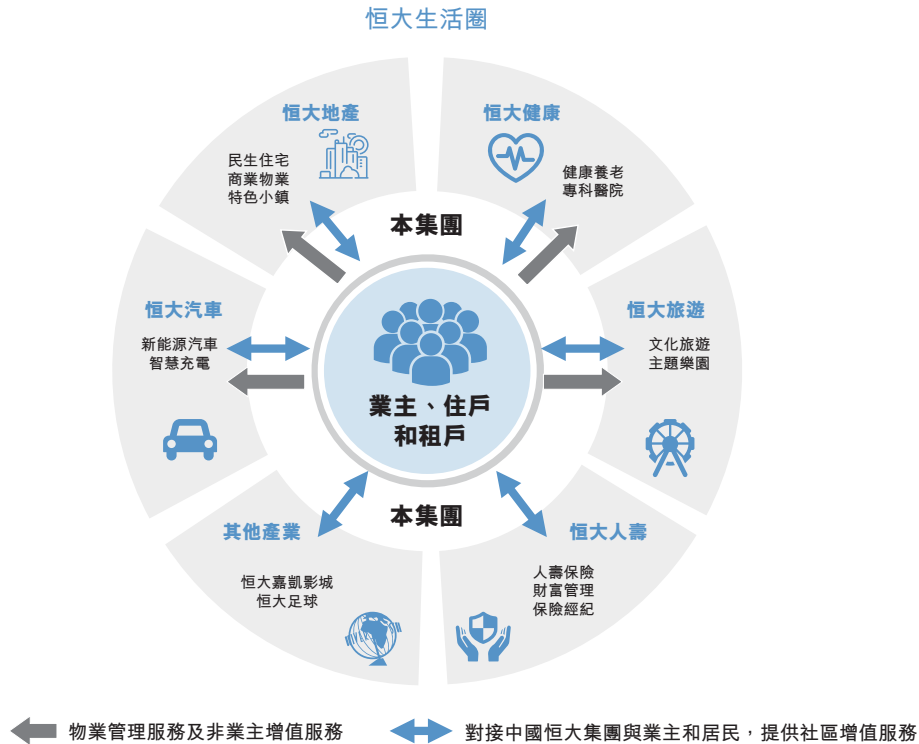 恒大生活圈
恒大地產
民生住宅
商業物業
特色小鎮
恒大健康
健康養老
專科醫院
本集團
恒大汽車
新能源汽車
智慧充電
恒大旅遊
文化旅遊
主題樂園
業主、住戶
和租戶
本集團
其他產業
恒大嘉凱影城
恒大足球
恒大人壽
人壽保險
財富管理
保險經紀
物業管理服務及非業主增值服務
對接中國恒大集團與業主和居民，提供社區增值服務